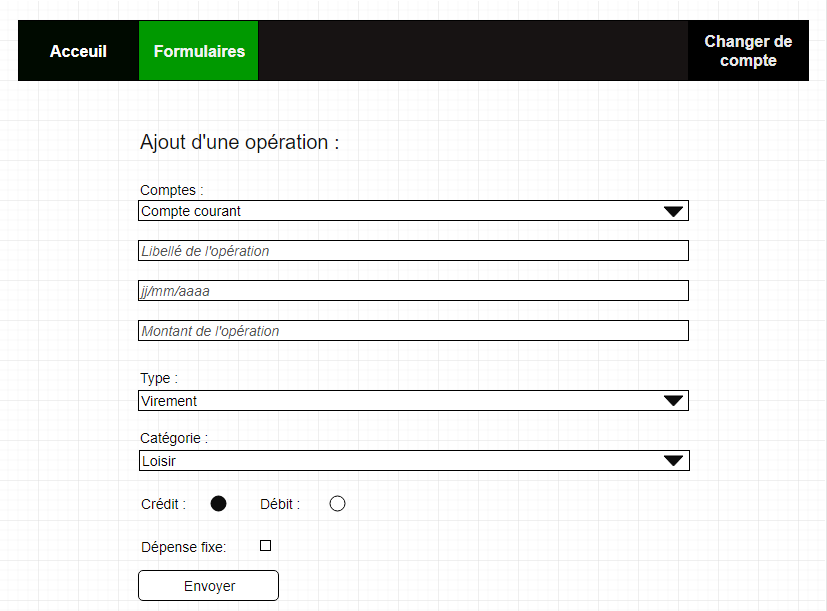 Acceuil
Formulaires
Changer de
compte
Ajout d'une opération :
Comptes :
Compte courant
Libellé de l'opération
jj/mm/aaaa
Montant de l'opération
Type :
Virement
Catégorie :
Loisir
Crédit : Débit :
Dépense fixe:
Envoyer